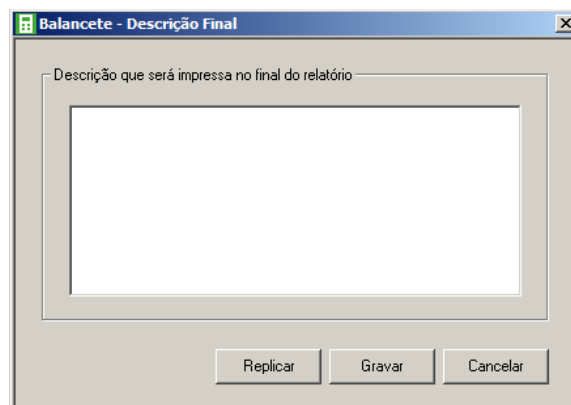 Balancete - Descrição Final
Descrição que será impressa no final do relatório
Replicar Gravar Cancelar